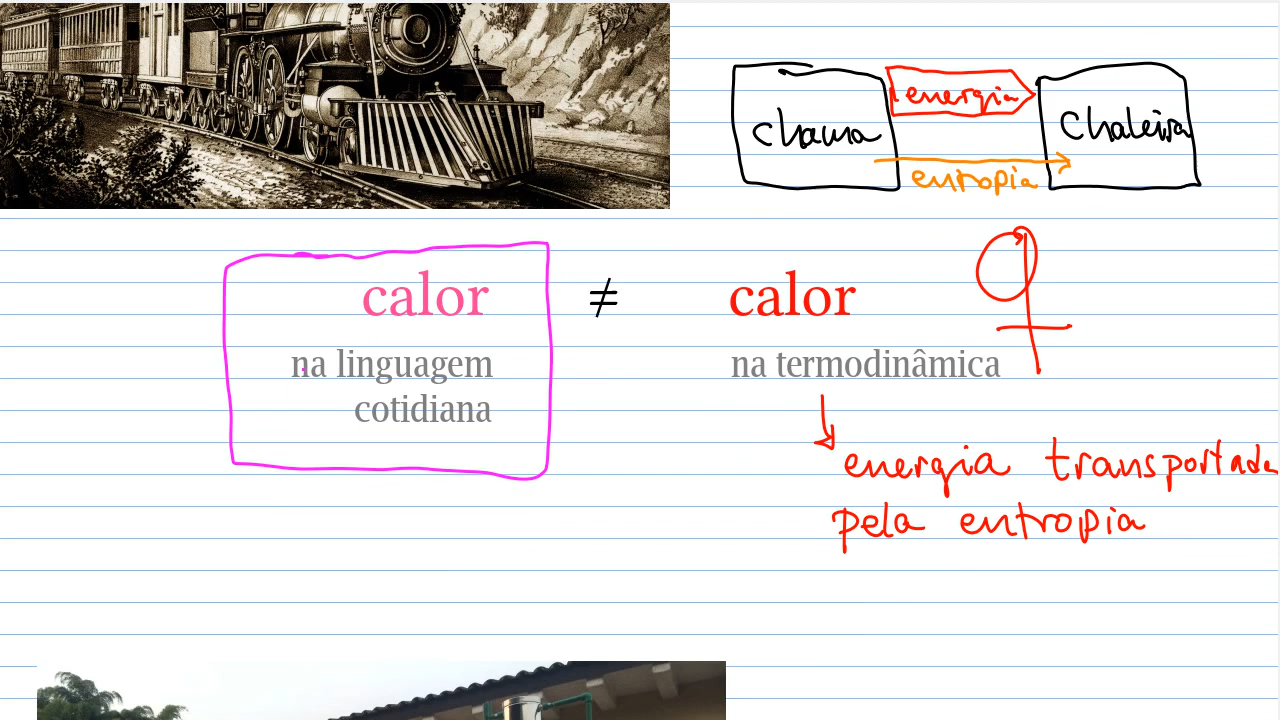 chama
energia
chaleira
entropia
calor ≠ calor
na linguagem
cotidiana
na termodinâmica
energia transportada
pela entropia